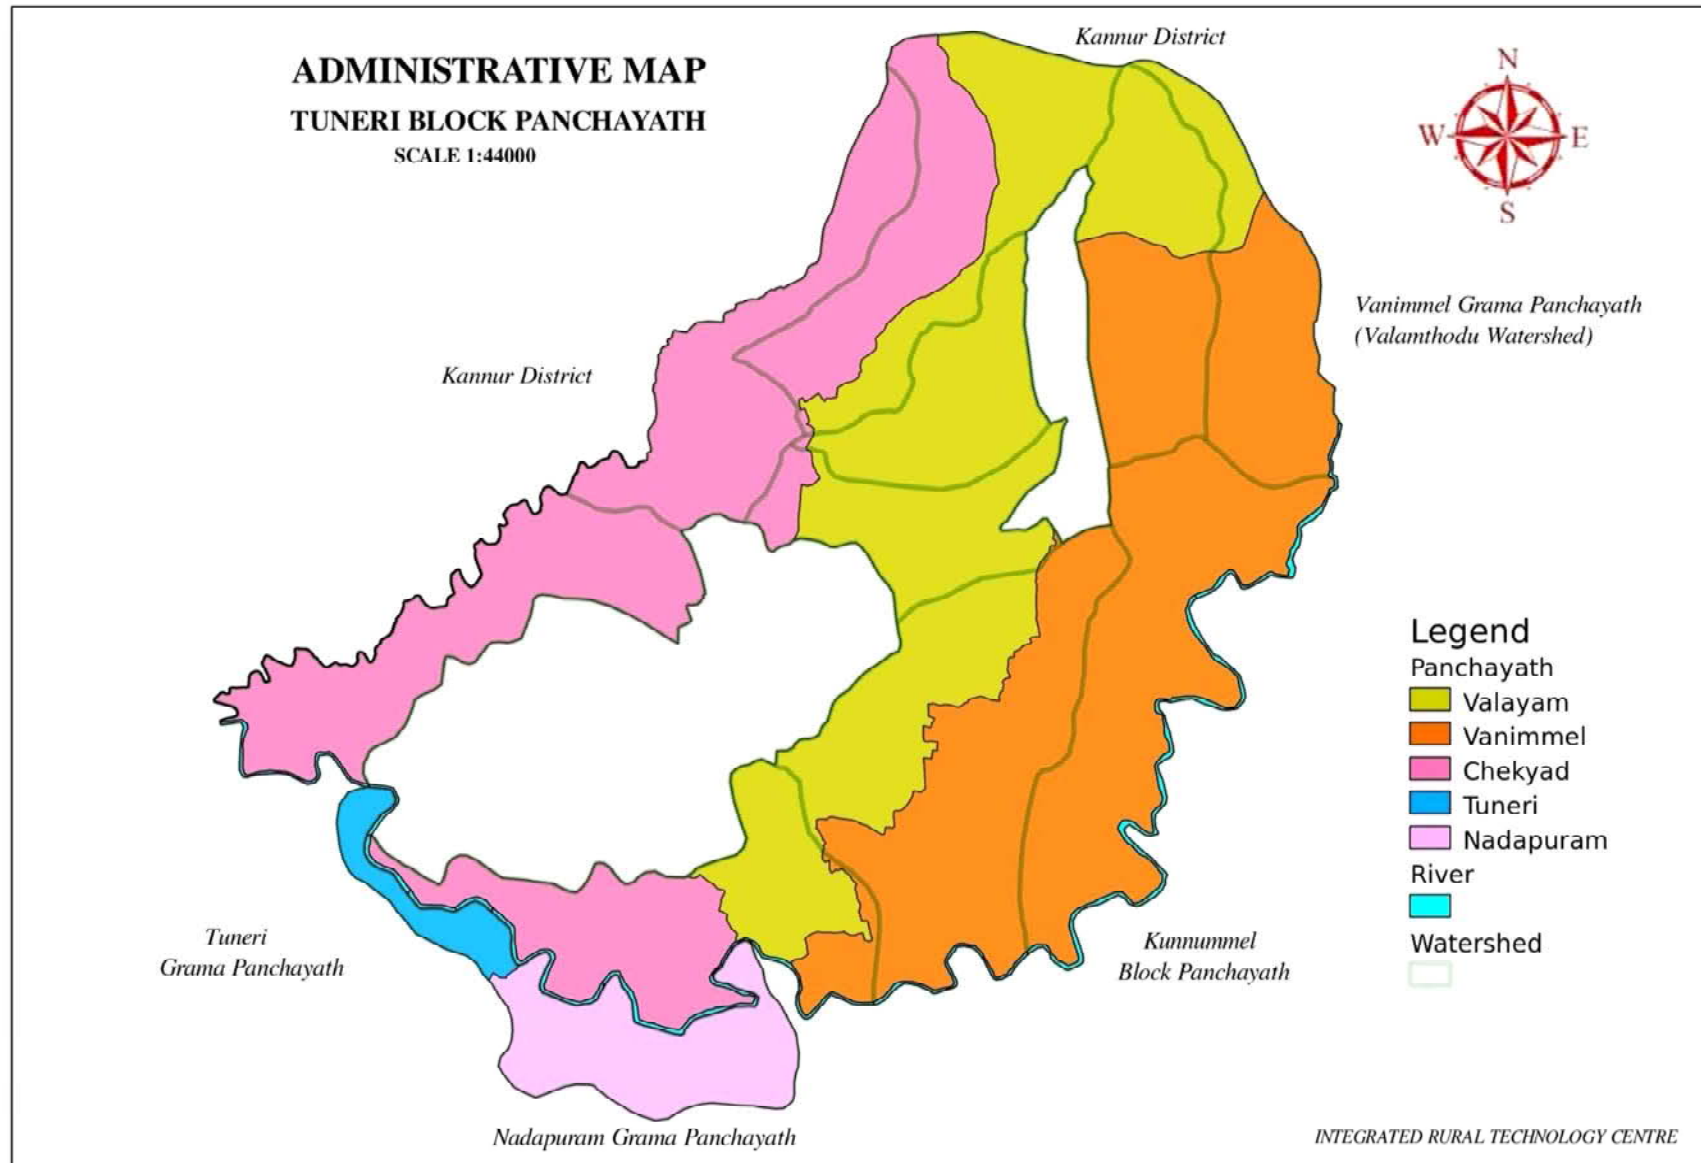 ADMINISTRATIVE MAP
TUNERI BLOCK PANCHAYATH
SCALE 1:44000
Kannur District
N
W
E
S
Vanimmel Grama Panchayath
(Valamthodu Watershed)
Kannur District
Legend
Panchayath
Valayam
Vanimmel
Chekyad
Tuneri
Nadapuram
River
Watershed
Tuneri
Grama Panchayath
Kunnummel
Block Panchayath
Nadapuram Grama Panchayath
INTEGRATED RURAL TECHNOLOGY CENTRE